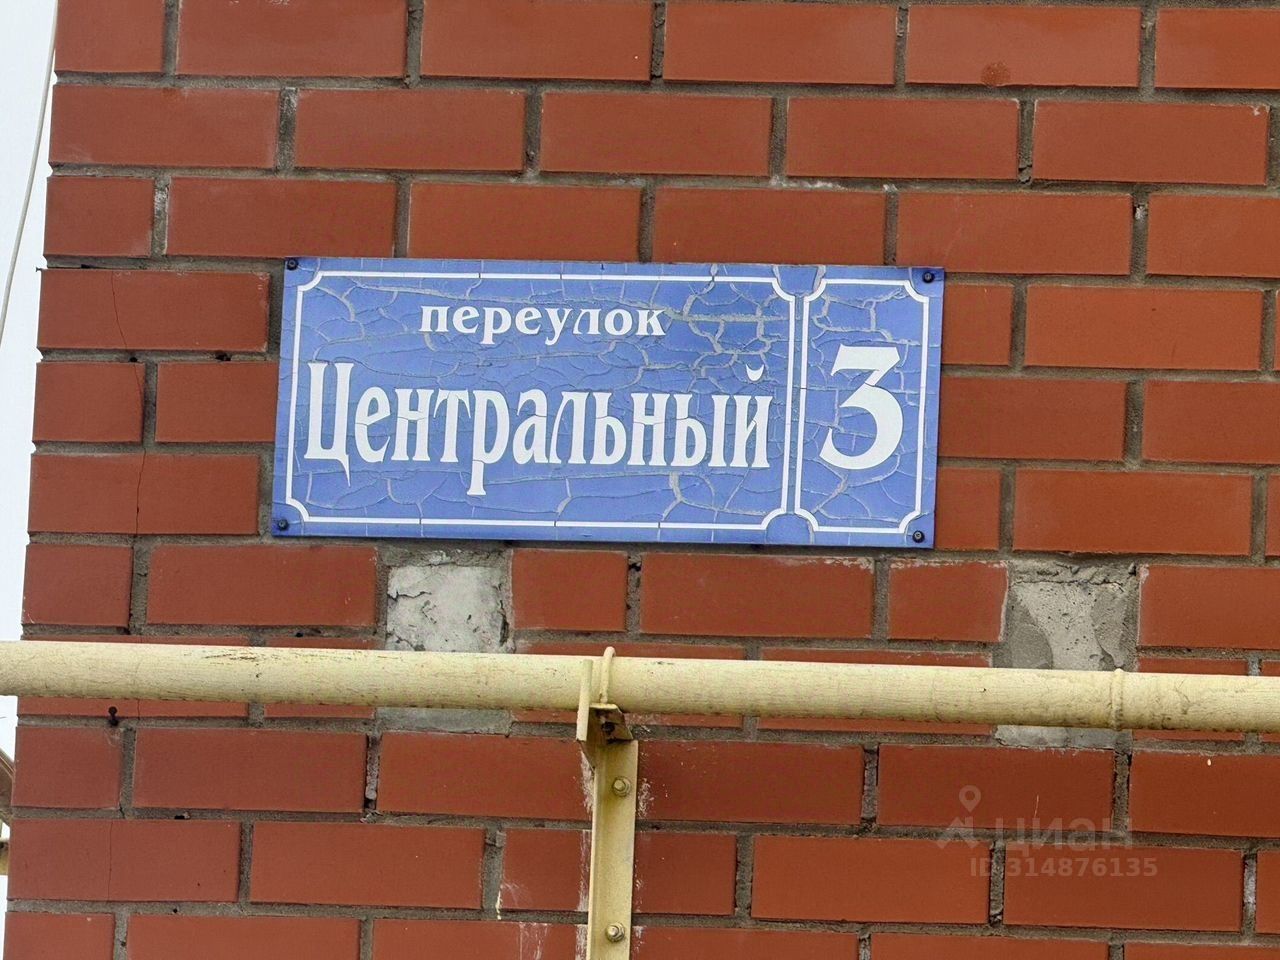 переулок
Центральный
3
циан
ID 314876135